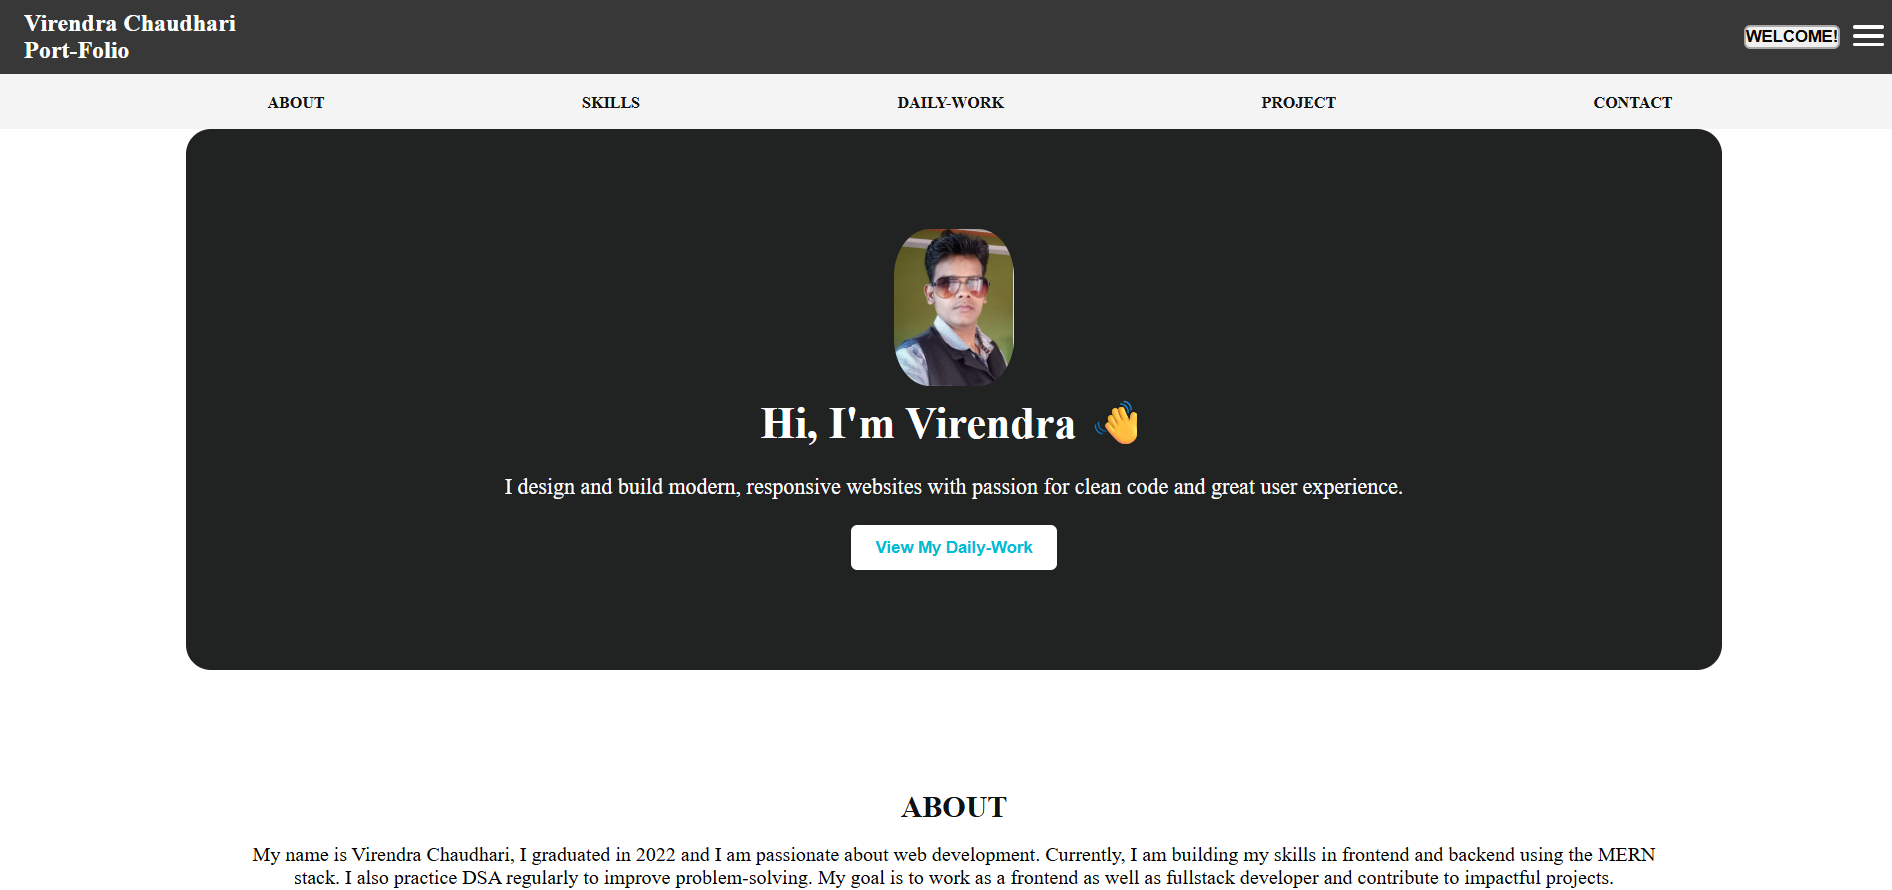 Virendra Chaudhari
Port-Folio
WELCOME!
ABOUT
SKILLS
DAILY-WORK
PROJECT
CONTACT
Hi, I'm Virendra 👋
I design and build modern, responsive websites with passion for clean code and great user experience.
View My Daily-Work
ABOUT
My name is Virendra Chaudhari, I graduated in 2022 and I am passionate about web development. Currently, I am building my skills in frontend and backend using the MERN
stack. I also practice DSA regularly to improve problem-solving. My goal is to work as a frontend as well as fullstack developer and contribute to impactful projects.